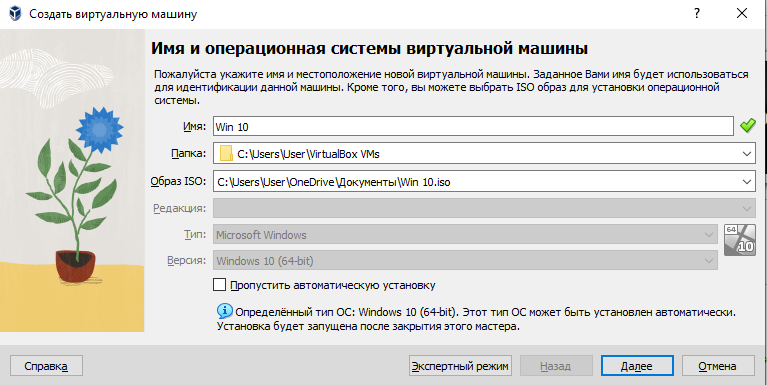 Создать виртуальную машину
Имя и операционная системы виртуальной машины
Пожалуйста укажите имя и местоположение новой виртуальной машины. Заданное Вами имя будет использоваться
для идентификации данной машины. Кроме того, вы можете выбрать ISO образ для установки операционной
системы.
Имя: Win 10
Папка: C:\Users\User\VirtualBox VMs
Образ ISO: C:\Users\User\OneDrive\Документы\Win 10.iso
Редакция:
Тип: Microsoft Windows
Версия: Windows 10 (64-bit)
64
10
Пропустить автоматическую установку
Определённый тип ОС: Windows 10 (64-bit). Этот тип ОС может быть установлен автоматически.
Установка будет запущена после закрытия этого мастера.
Справка Экспертный режим Назад Далее Отмена